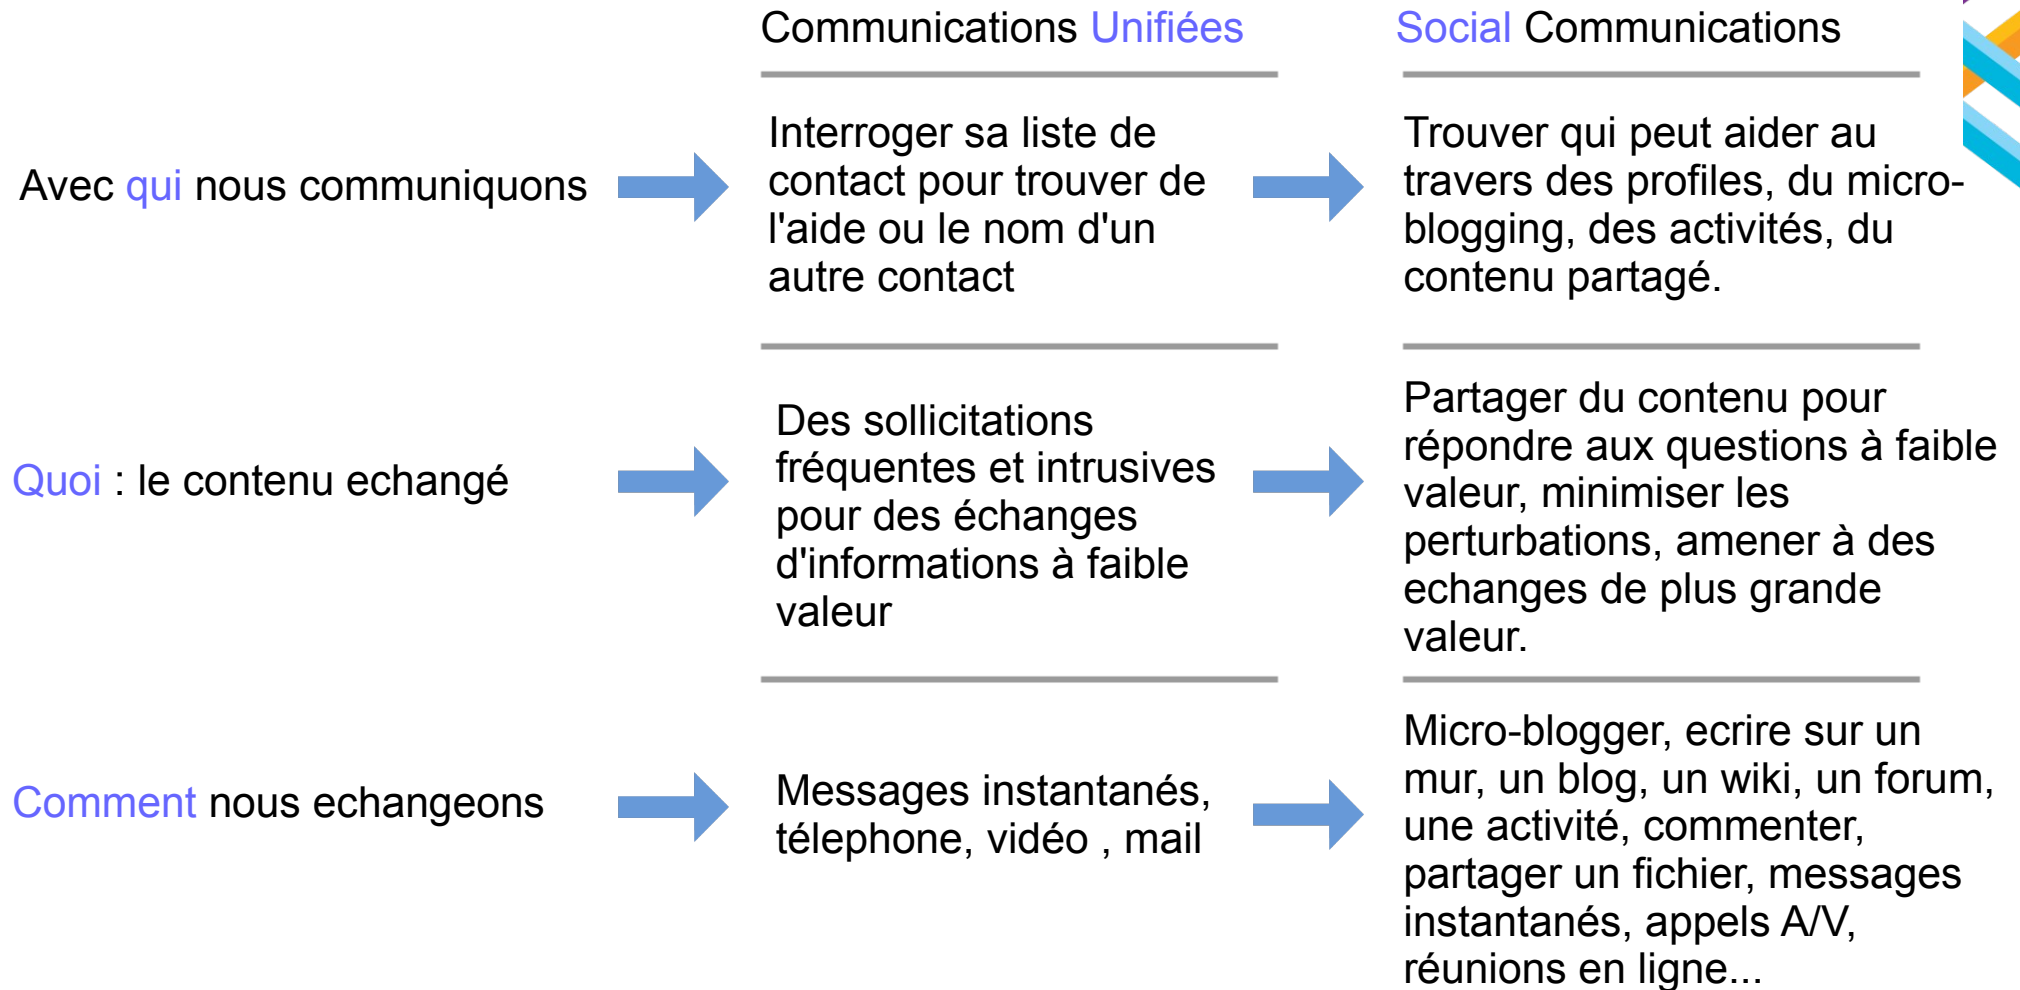 Communications Unifiées
Social Communications
Avec qui nous communiquons
Interroger sa liste de
contact pour trouver de
l'aide ou le nom d'un
autre contact
Trouver qui peut aider au
travers des profiles, du micro-
blogging, des activités, du
contenu partagé.
Quoi : le contenu echangé
Des sollicitations
fréquentes et intrusives
pour des échanges
d'informations à faible
valeur
Partager du contenu pour
répondre aux questions à faible
valeur, minimiser les
perturbations, amener à des
echanges de plus grande
valeur.
Comment nous echangeons
Messages instantanés,
télephone, vidéo , mail
Micro-blogger, ecrire sur un
mur, un blog, un wiki, un forum,
une activité, commenter,
partager un fichier, messages
instantanés, appels A/V,
réunions en ligne...